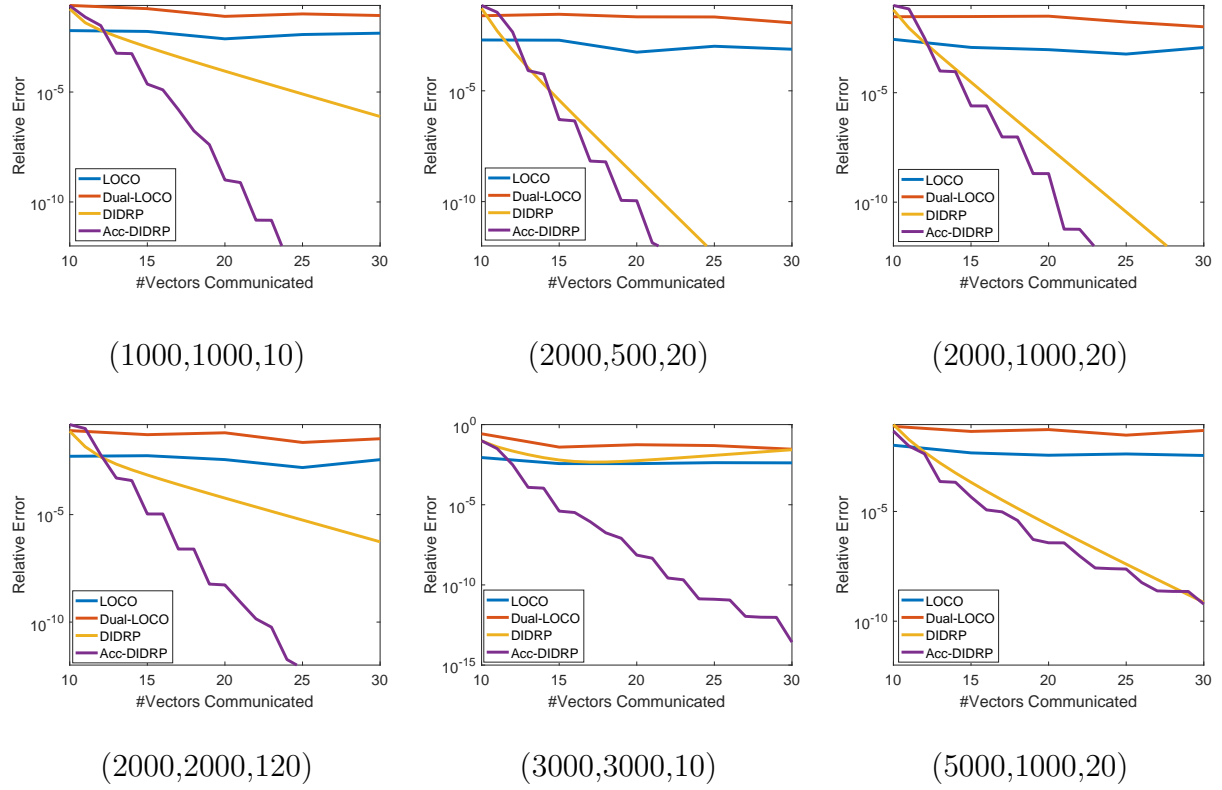 Relative Error
10^-5
10^-10
LOCO
Dual-LOCO
DIDRP
Acc-DIDRP
10 15 20 25 30
#Vectors Communicated
(1000,1000,10)
Relative Error
10^-5
10^-10
LOCO
Dual-LOCO
DIDRP
Acc-DIDRP
10 15 20 25 30
#Vectors Communicated
(2000,500,20)
Relative Error
10^-5
10^-10
LOCO
Dual-LOCO
DIDRP
Acc-DIDRP
10 15 20 25 30
#Vectors Communicated
(2000,1000,20)
Relative Error
10^-5
10^-10
LOCO
Dual-LOCO
DIDRP
Acc-DIDRP
10 15 20 25 30
#Vectors Communicated
(2000,2000,120)
Relative Error
10^0
10^-5
10^-10
10^-15
LOCO
Dual-LOCO
DIDRP
Acc-DIDRP
10 15 20 25 30
#Vectors Communicated
(3000,3000,10)
Relative Error
10^-5
10^-10
LOCO
Dual-LOCO
DIDRP
Acc-DIDRP
10 15 20 25 30
#Vectors Communicated
(5000,1000,20)